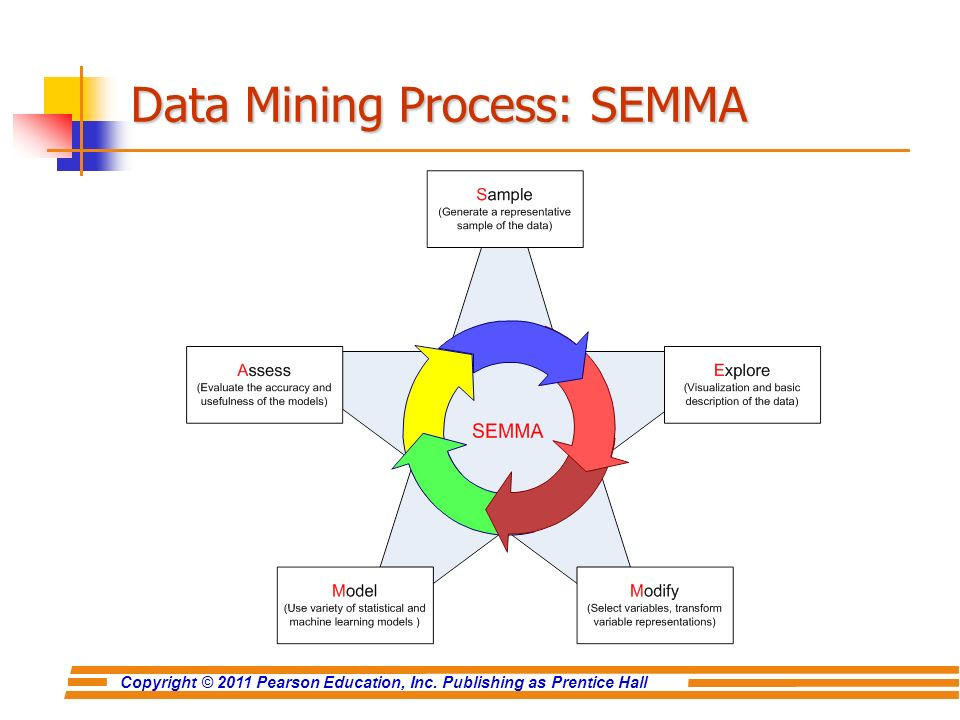 Data Mining Process: SEMMA
Sample
(Generate a representative
sample of the data)
Assess
(Evaluate the accuracy and
usefulness of the models)
Explore
(Visualization and basic
description of the data)
SEMMA
Model
(Use variety of statistical and
machine learning models )
Modify
(Select variables, transform
variable representations)
Copyright © 2011 Pearson Education, Inc. Publishing as Prentice Hall